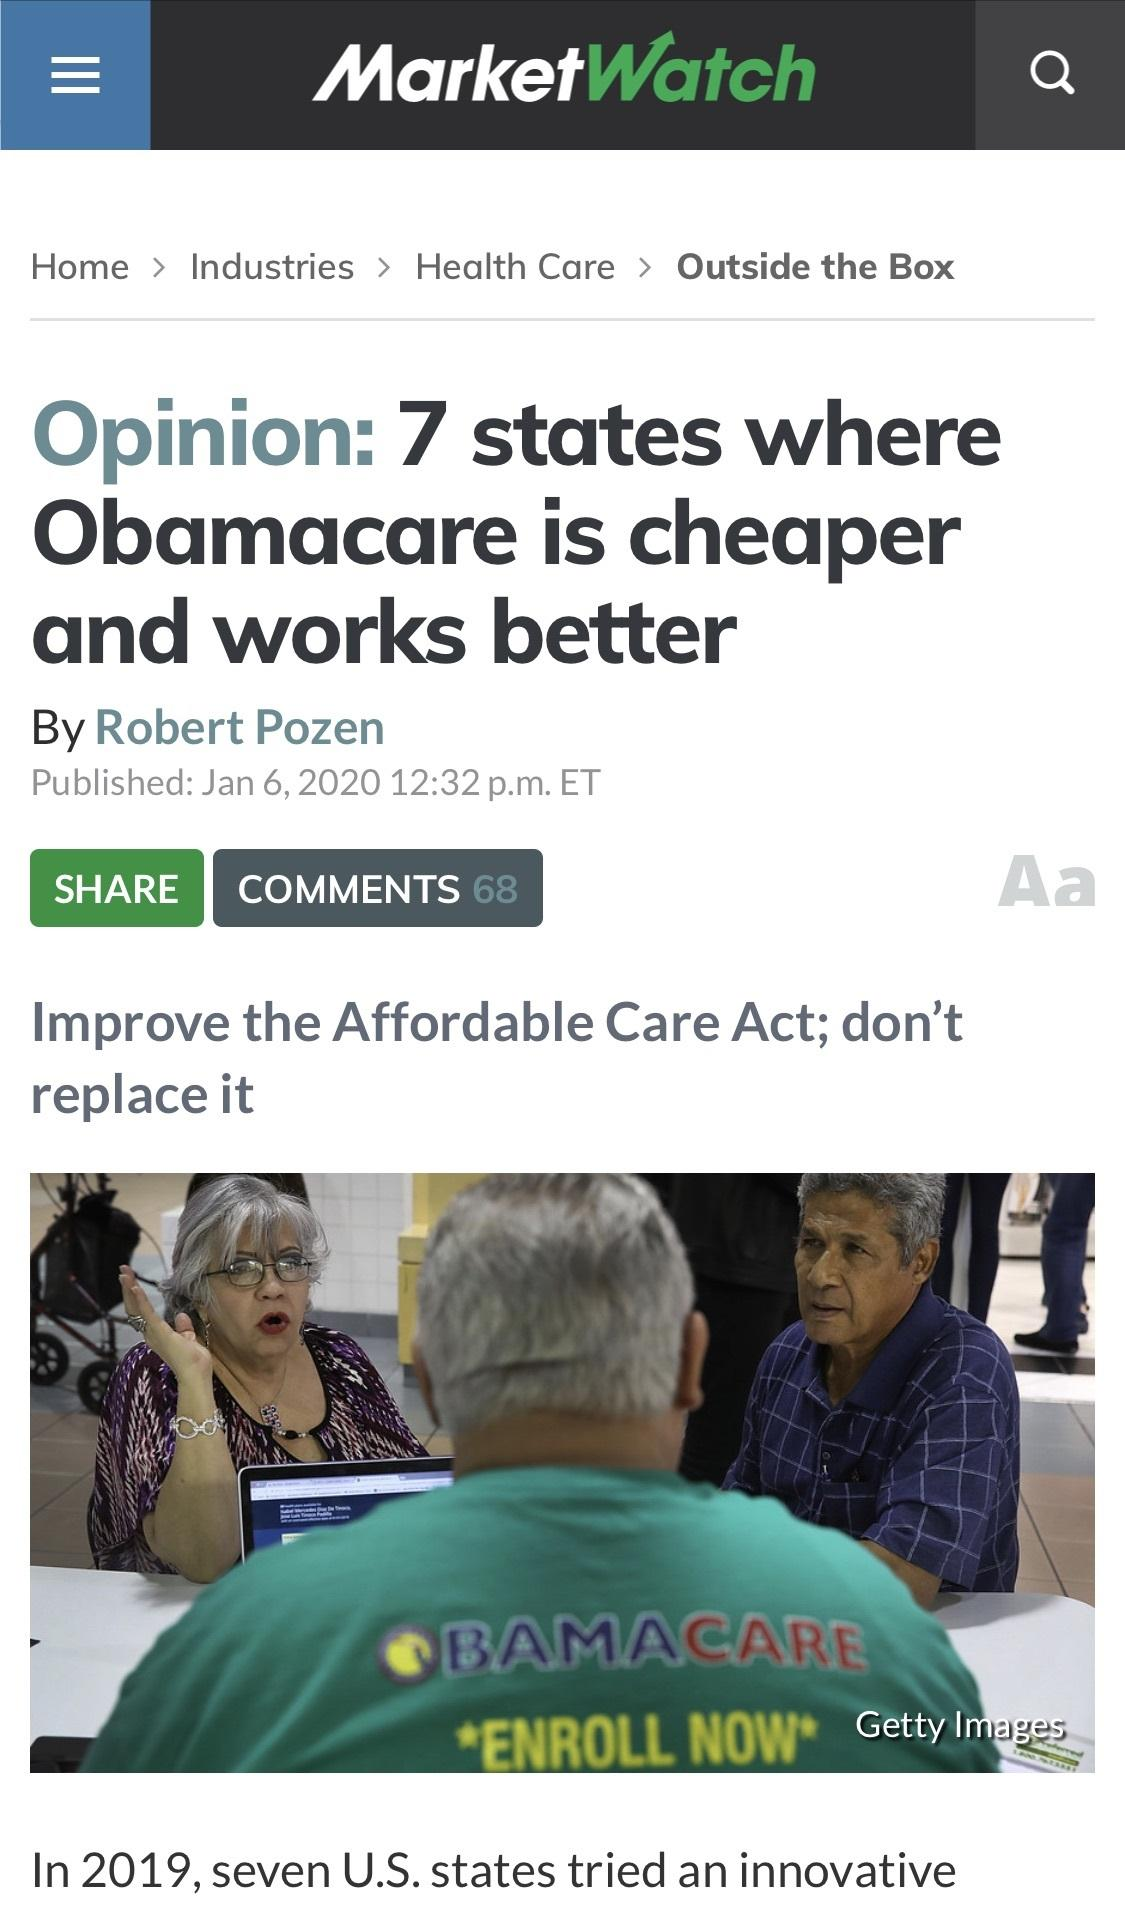 MarketWatch
Home > Industries > Health Care > Outside the Box
Opinion: 7 states where
Obamacare is cheaper
and works better
By Robert Pozen
Published: Jan 6, 2020 12:32 p.m. ET
SHARE COMMENTS 68
Aa
Improve the Affordable Care Act; don’t
replace it
OBAMACARE
*ENROLL NOW*
Getty Images
In 2019, seven U.S. states tried an innovative